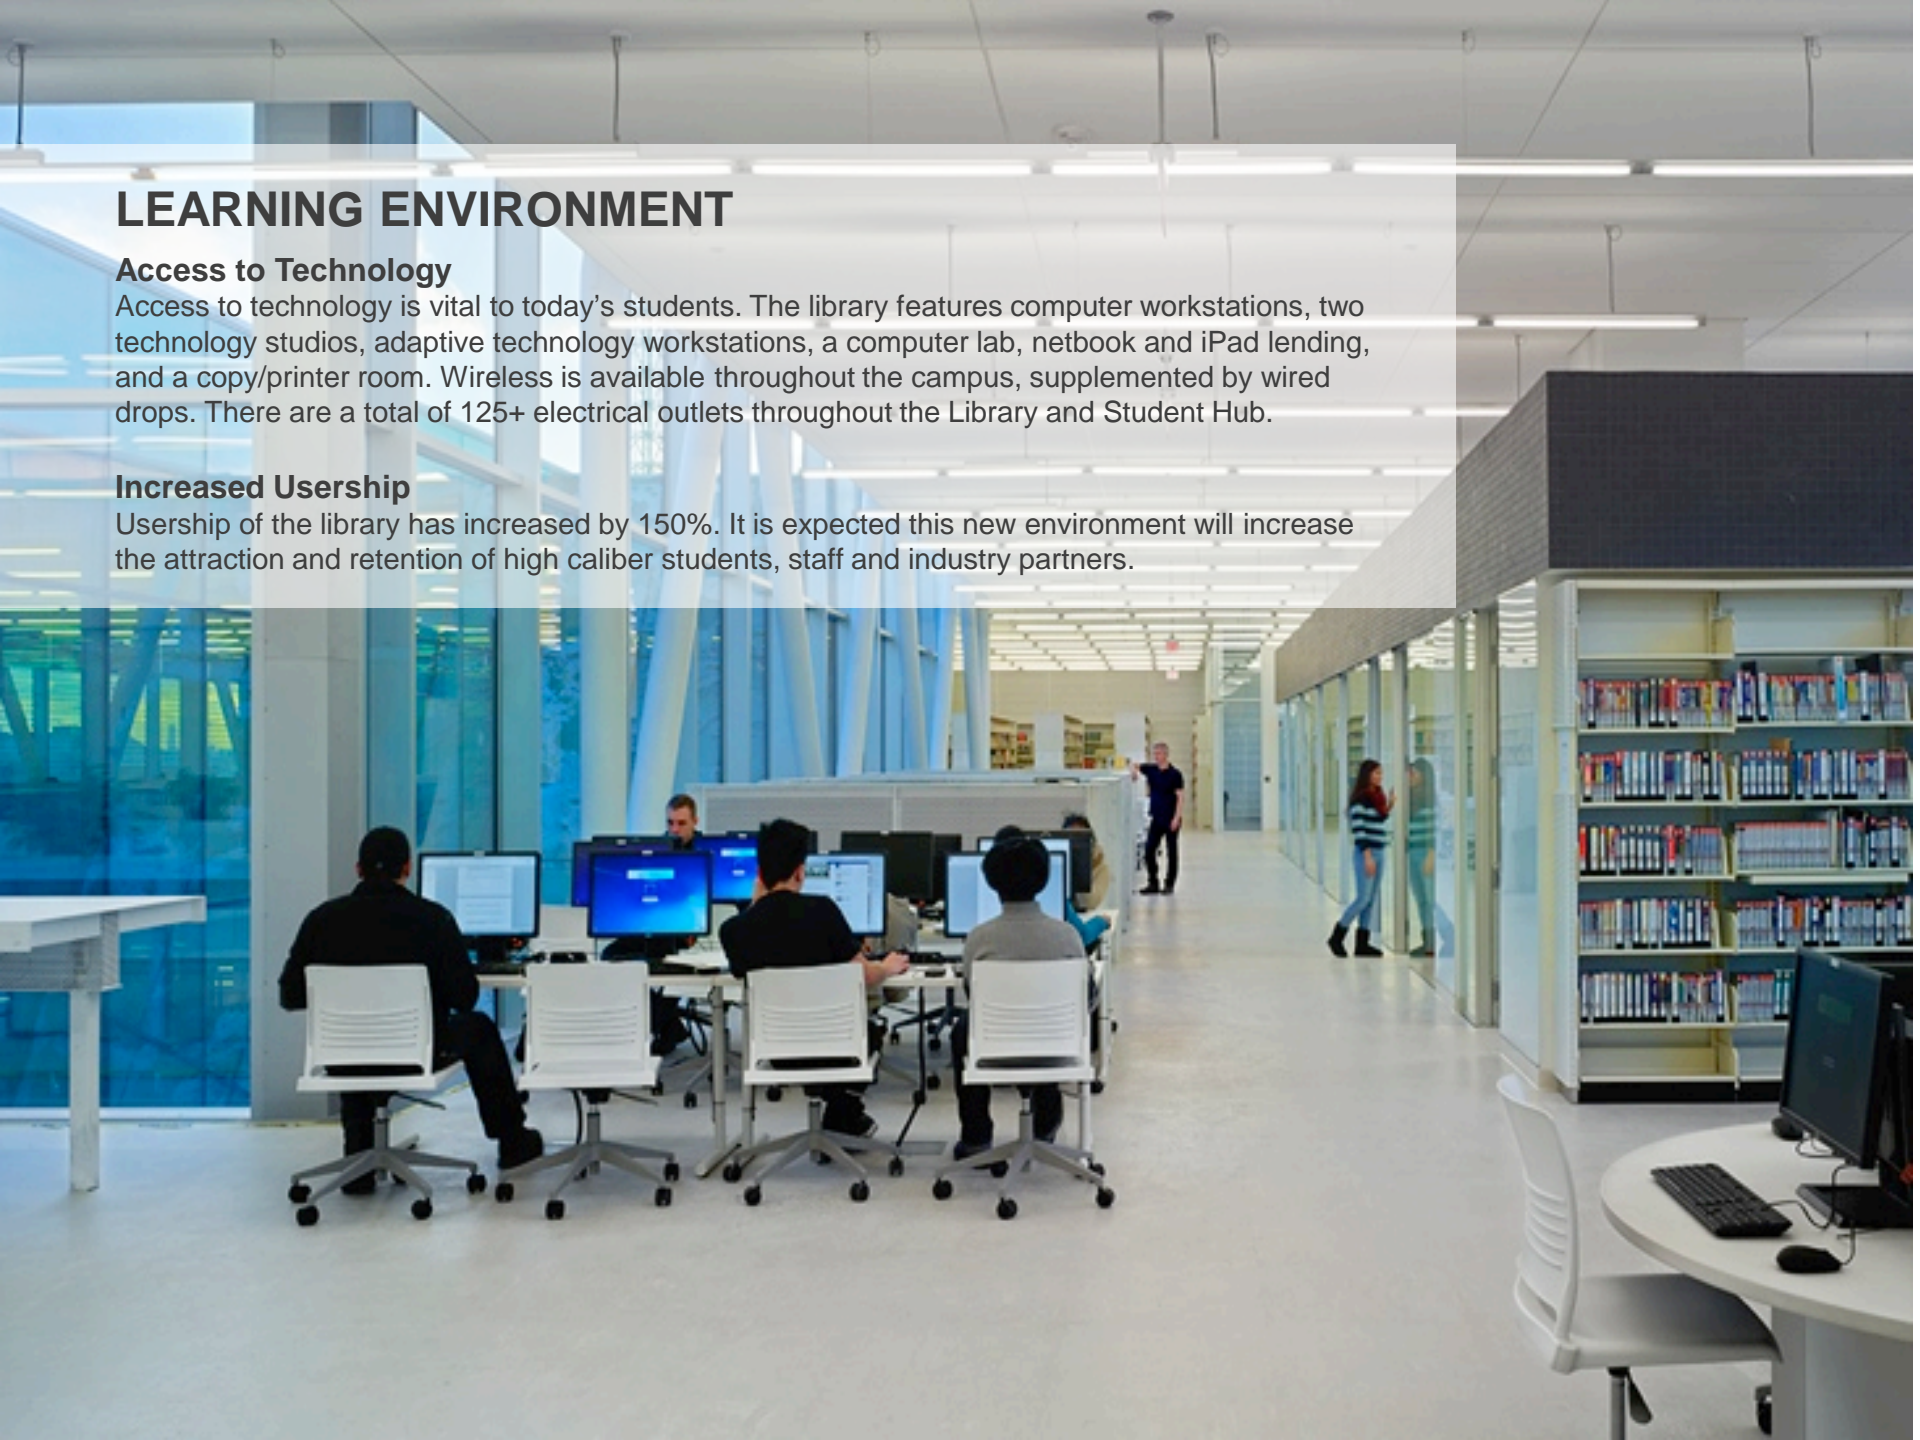 LEARNING ENVIRONMENT
Access to Technology
Access to technology is vital to today’s students. The library features computer workstations, two
technology studios, adaptive technology workstations, a computer lab, netbook and iPad lending,
and a copy/printer room. Wireless is available throughout the campus, supplemented by wired
drops. There are a total of 125+ electrical outlets throughout the Library and Student Hub.
Increased Usership
Usership of the library has increased by 150%. It is expected this new environment will increase
the attraction and retention of high caliber students, staff and industry partners.